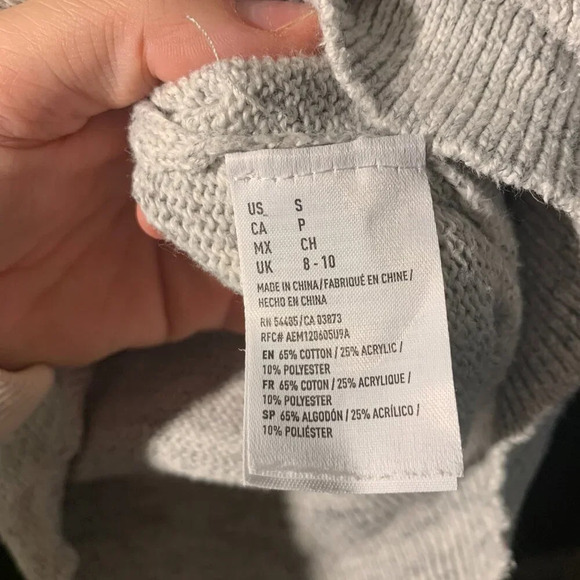 US S
CA P
MX CH
UK 8 - 10
MADE IN CHINA/FABRIQUÉ EN CHINE/
HECHO EN CHINA
RN 54485/CA 03873
RFC# AEM120605U9A
EN 65% COTTON / 25% ACRYLIC /
10% POLYESTER
FR 65% COTON / 25% ACRYLIQUE /
10% POLYESTER
SP 65% ALGODÓN / 25% ACRÍLICO /
10% POLIÉSTER